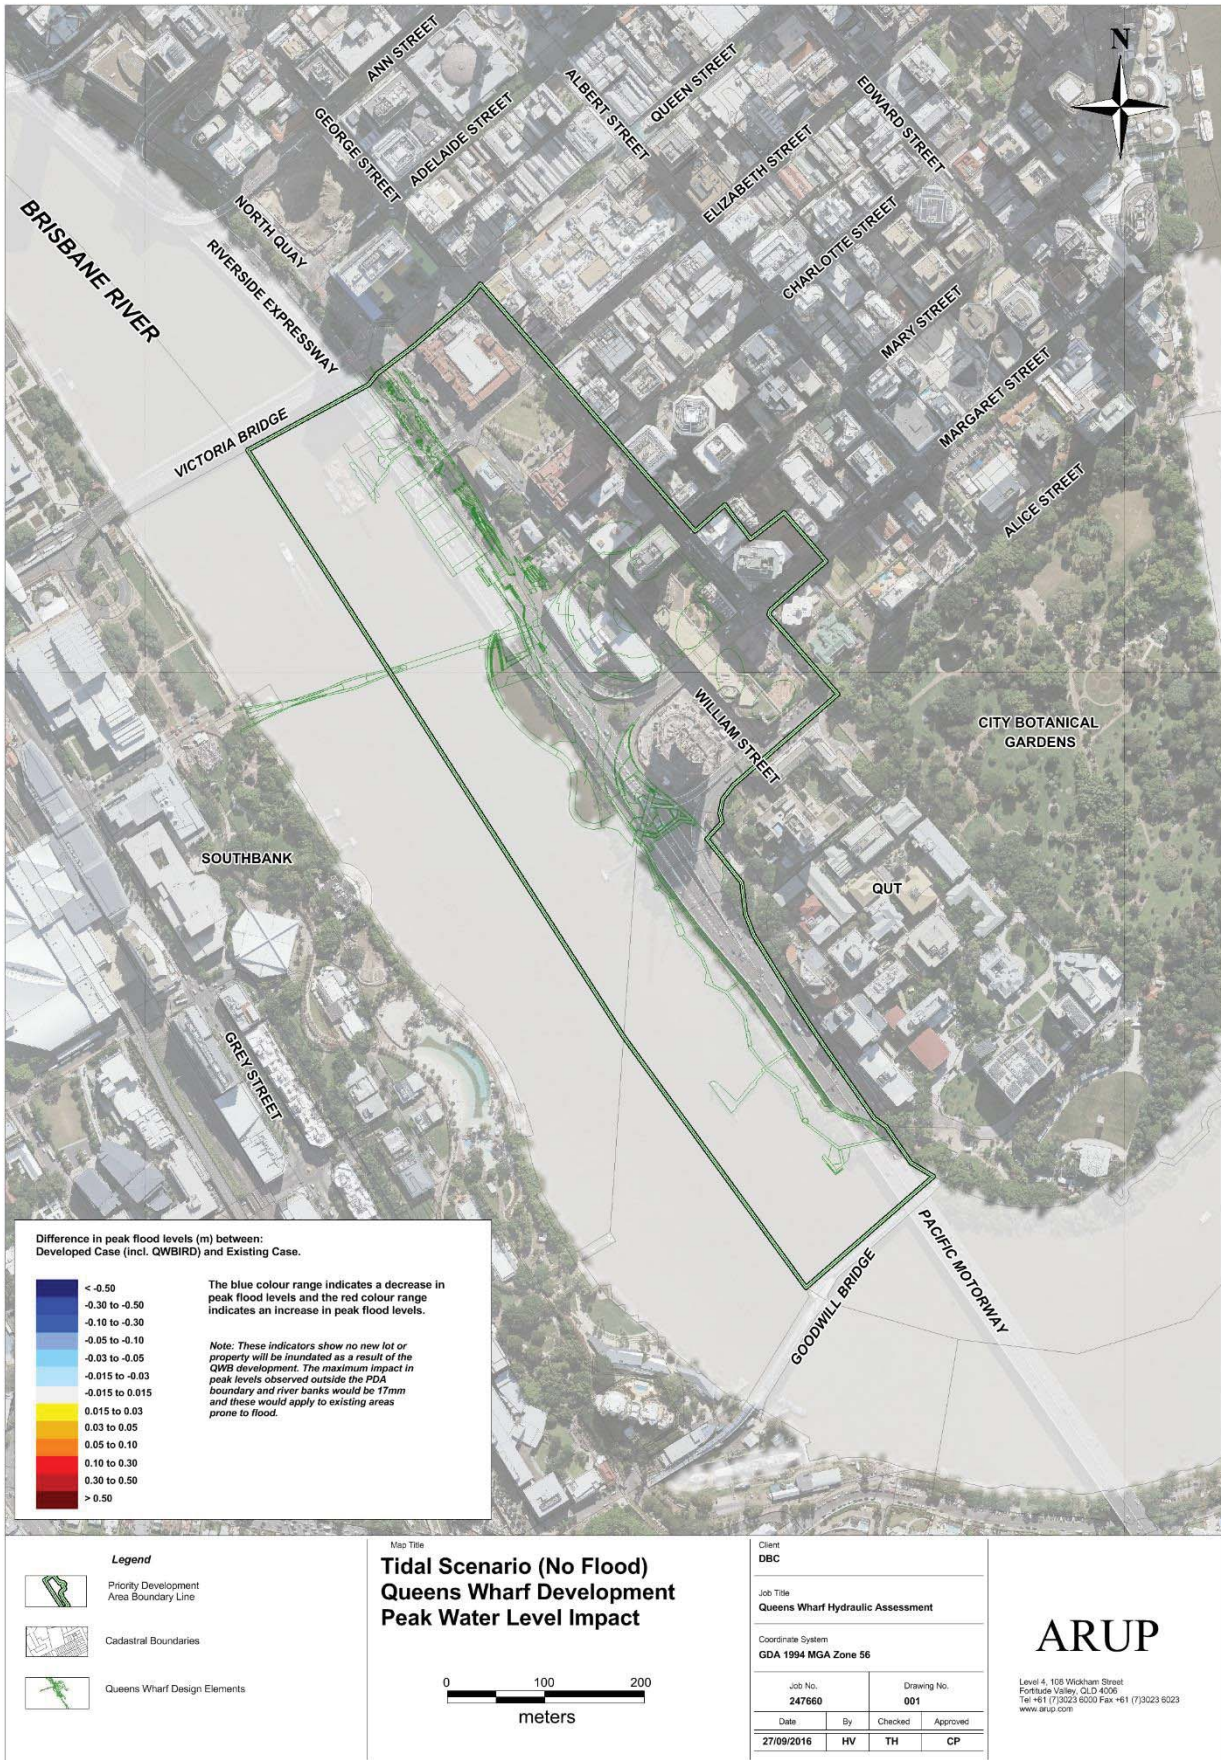 N
ANN STREET
GEORGE STREET
ADELAIDE STREET
ALBERT STREET
QUEEN STREET
EDWARD STREET
ELIZABETH STREET
CHARLOTTE STREET
MARY STREET
MARGARET STREET
ALICE STREET
NORTH QUAY
RIVERSIDE EXPRESSWAY
BRISBANE RIVER
VICTORIA BRIDGE
WILLIAM STREET
CITY BOTANICAL
GARDENS
SOUTHBANK
QUT
GREY STREET
PACIFIC MOTORWAY
GOODWILL BRIDGE
Difference in peak flood levels (m) between:
Developed Case (incl. QWBIRD) and Existing Case.
< -0.50
-0.30 to -0.50
-0.10 to -0.30
-0.05 to -0.10
-0.03 to -0.05
-0.015 to -0.03
-0.015 to 0.015
0.015 to 0.03
0.03 to 0.05
0.05 to 0.10
0.10 to 0.30
0.30 to 0.50
> 0.50
The blue colour range indicates a decrease in
peak flood levels and the red colour range
indicates an increase in peak flood levels.
Note: These indicators show no new lot or
property will be inundated as a result of the
QWB development. The maximum impact in
peak levels observed outside the PDA
boundary and river banks would be 17mm
and these would apply to existing areas
prone to flood.
Legend
Priority Development
Area Boundary Line
Cadastral Boundaries
Queens Wharf Design Elements
Map Title
Tidal Scenario (No Flood)
Queens Wharf Development
Peak Water Level Impact
0 100 200
meters
Client
DBC
Job Title
Queens Wharf Hydraulic Assessment
Coordinate System
GDA 1994 MGA Zone 56
Job No. Drawing No.
247660 001
Date By Checked Approved
27/09/2016 HV TH CP
ARUP
Level 4, 108 Wickham Street
Fortitude Valley, QLD 4006
Tel +61 (7)3023 6000 Fax +61 (7)3023 6023
www.arup.com